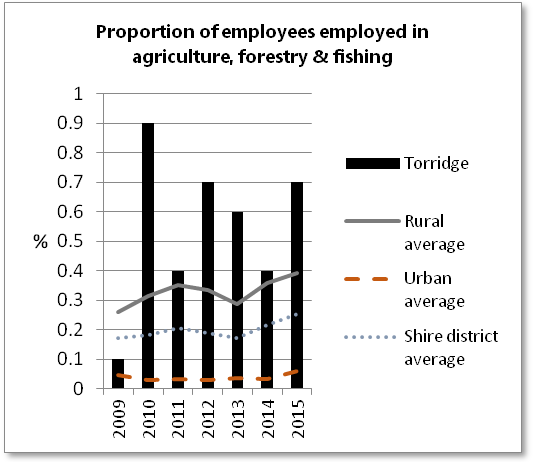 Proportion of employees employed in
agriculture, forestry & fishing
1
0.9
0.8
0.7
0.6
0.5
0.4
0.3
0.2
0.1
0
%
2009
2010
2011
2012
2013
2014
2015
Torridge
Rural
average
Urban
average
Shire district
average